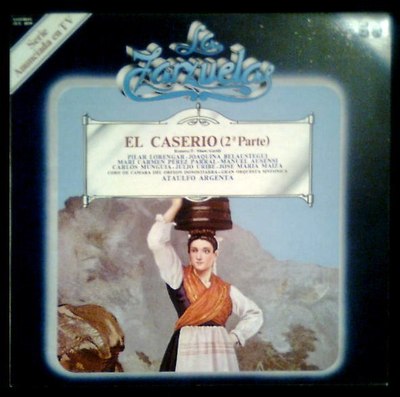 Serie
Anunciada en TV
La
Zarzuela
EL CASERIO (2ª Parte)
PILAR LORENGAR - JOAQUINA BELAUSTEGUI
MARI CARMEN PEREZ PARRAL - MANUEL AUSENSI
CARLOS MUNGUIA - JULIO URIBE - JOSE MARIA MAIZA
CORO DE CAMARA DEL ORFEON DONOSTIARRA - GRAN ORQUESTA SINFONICA
ATAULFO ARGENTA